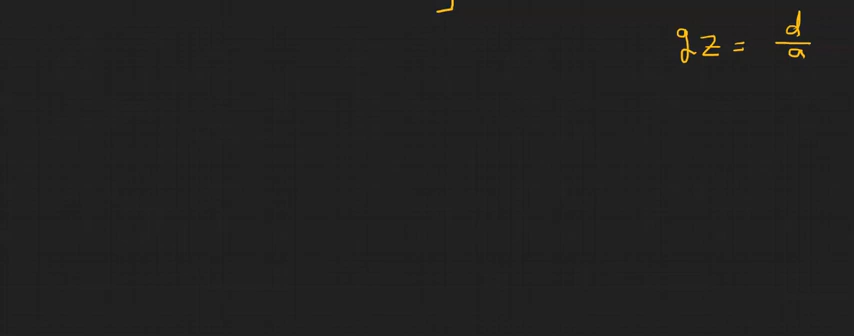 gz = d/a